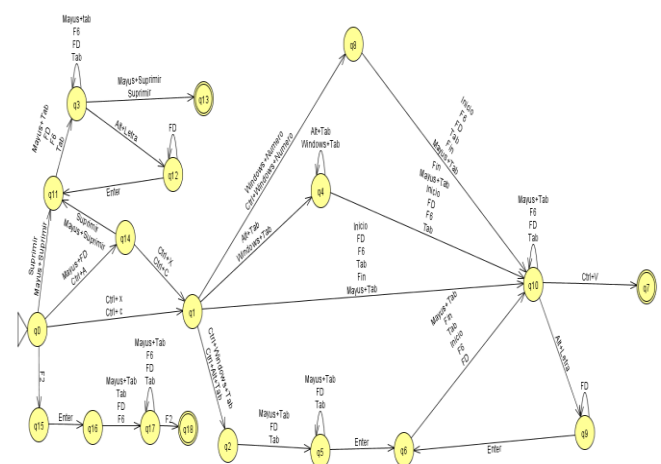 Mayus+tab
F6
FD
Tab
q3
Mayus+Suprimir
Suprimir
q13
Alt+Letra
FD
q12
Enter
Mayus+Tab
FD
F6
Tab
q11
Suprimir
Mayus+Suprimir
Suprimir
Mayus+Suprimir
q14
Mayus+FD
Ctrl+A
Ctrl+X
Ctrl+C
q0
Ctrl+x
Ctrl+c
q1
F2
q15
Enter
q16
Mayus+Tab
Tab
FD
F6
Mayus+Tab
F6
FD
Tab
q17
F2
q18
Windows+Numero
Ctrl+Windows+Numero
q8
Inicio
F6
FD
Tab
Fin
Mayus+Tab
Alt+Tab
Windows+Tab
Alt+Tab
Windows+Tab
q4
Fin
Mayus+Tab
Inicio
FD
F6
Tab
Inicio
FD
F6
Tab
Fin
Mayus+Tab
Mayus+Tab
F6
FD
Tab
q10
Ctrl+V
q7
Ctrl+Windows+Tab
Ctrl+Alt+Tab
q2
Mayus+Tab
FD
Tab
Mayus+Tab
FD
Tab
q5
Enter
q6
Mayus+Tab
Fin
Tab
Inicio
F6
FD
Alt+Letra
FD
q9
Enter